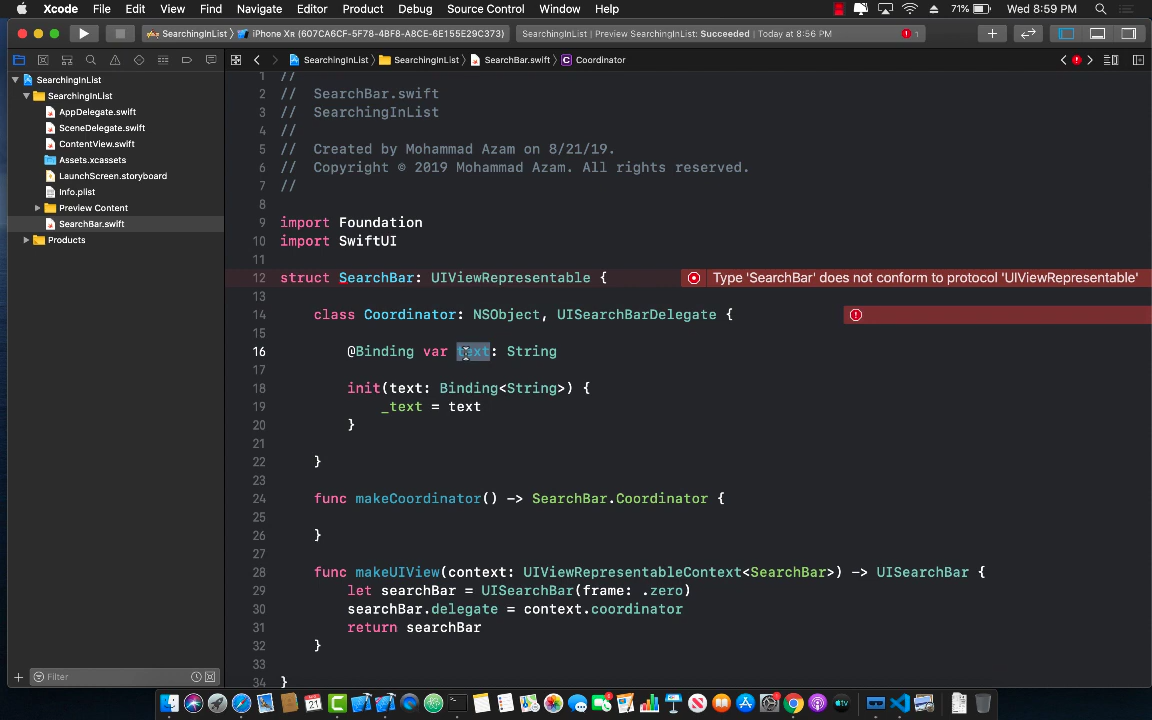 Xcode File Edit View Find Navigate Editor Product Debug Source Control Window Help 71% Wed 8:59 PM
SearchingInList iPhone Xʀ (607CA6CF-5F78-4BF8-A8CE-6E155E29C373) SearchingInList | Preview SearchingInList: Succeeded | Today at 8:56 PM 1
SearchingInList SearchingInList SearchBar.swift Coordinator
SearchingInList
SearchingInList
AppDelegate.swift
SceneDelegate.swift
ContentView.swift
Assets.xcassets
LaunchScreen.storyboard
Info.plist
Preview Content
SearchBar.swift
Products
1 //
2 // SearchBar.swift
3 // SearchingInList
4 //
5 // Created by Mohammad Azam on 8/21/19.
6 // Copyright © 2019 Mohammad Azam. All rights reserved.
7 //
8
9 import Foundation
10 import SwiftUI
11
12 struct SearchBar: UIViewRepresentable { Type 'SearchBar' does not conform to protocol 'UIViewRepresentable'
13
14 class Coordinator: NSObject, UISearchBarDelegate {
15
16 @Binding var text: String
17
18 init(text: Binding<String>) {
19 _text = text
20 }
21
22 }
23
24 func makeCoordinator() -> SearchBar.Coordinator {
25
26 }
27
28 func makeUIView(context: UIViewRepresentableContext<SearchBar>) -> UISearchBar {
29 let searchBar = UISearchBar(frame: .zero)
30 searchBar.delegate = context.coordinator
31 return searchBar
32 }
33
34 }
Filter